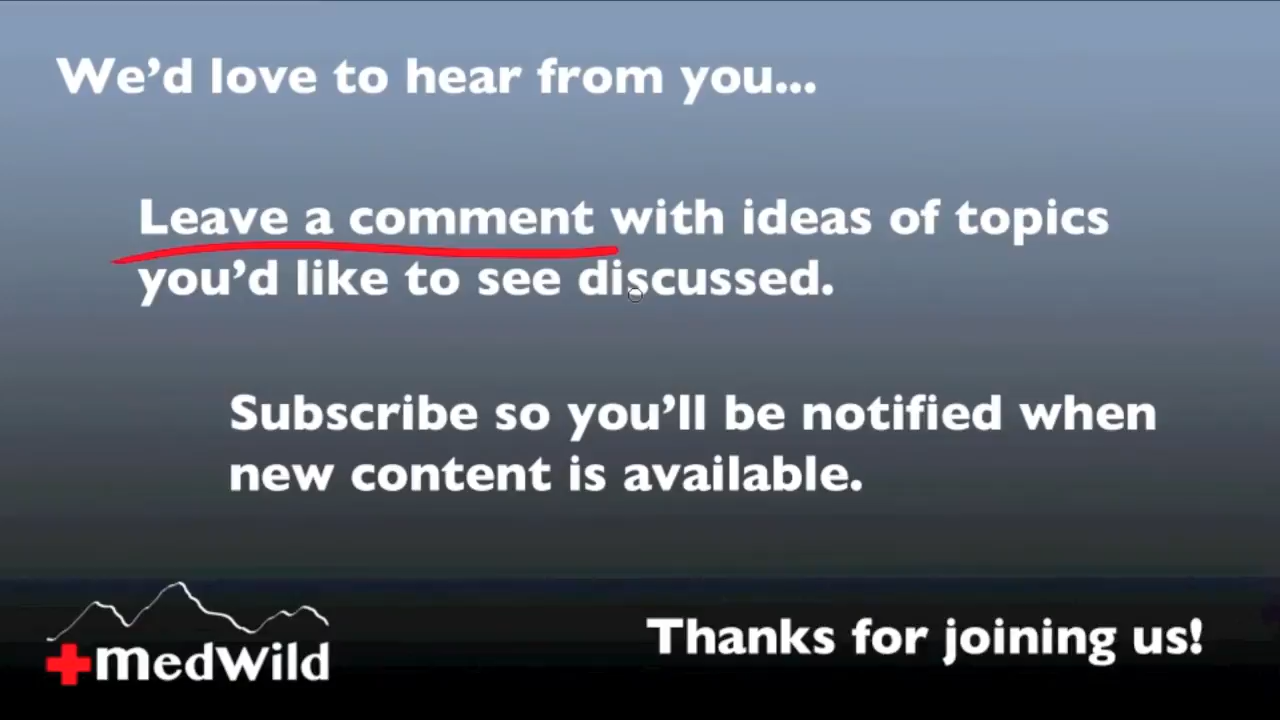 We’d love to hear from you...
Leave a comment with ideas of topics
you’d like to see discussed.
Subscribe so you’ll be notified when
new content is available.
medWild
Thanks for joining us!